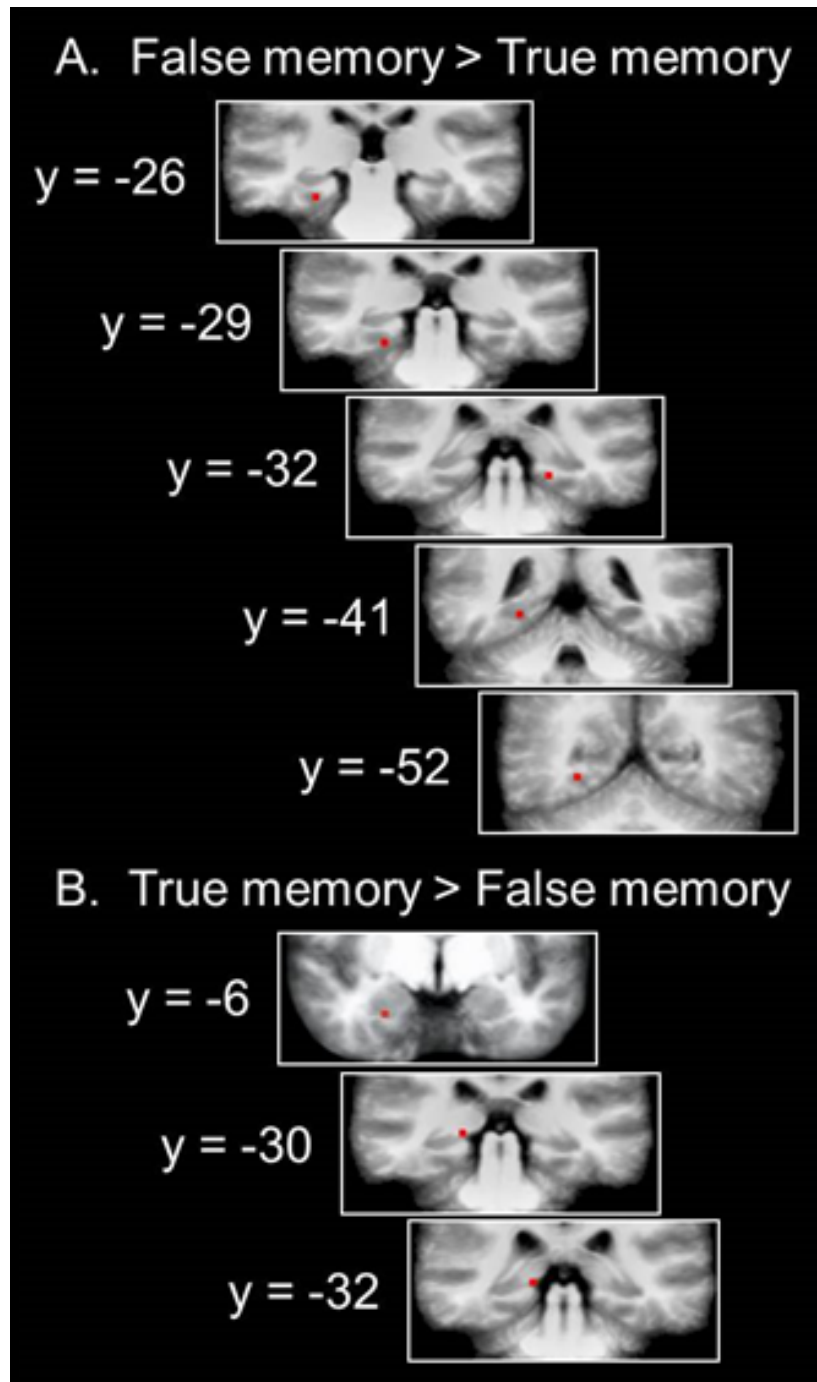 A. False memory > True memory
y = -26
y = -29
y = -32
y = -41
y = -52
B. True memory > False memory
y = -6
y = -30
y = -32